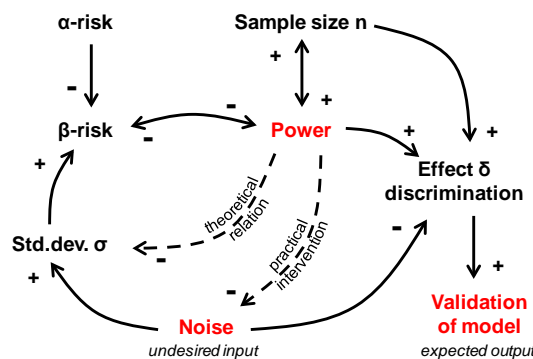 α-risk
Sample size n
-
+
β-risk
-
-
+
Power
+
+
Effect δ
discrimination
+
theoretical
relation
practical
intervention
Std.dev. σ
-
-
+
-
+
Noise
undesired input
Validation
of model
expected output